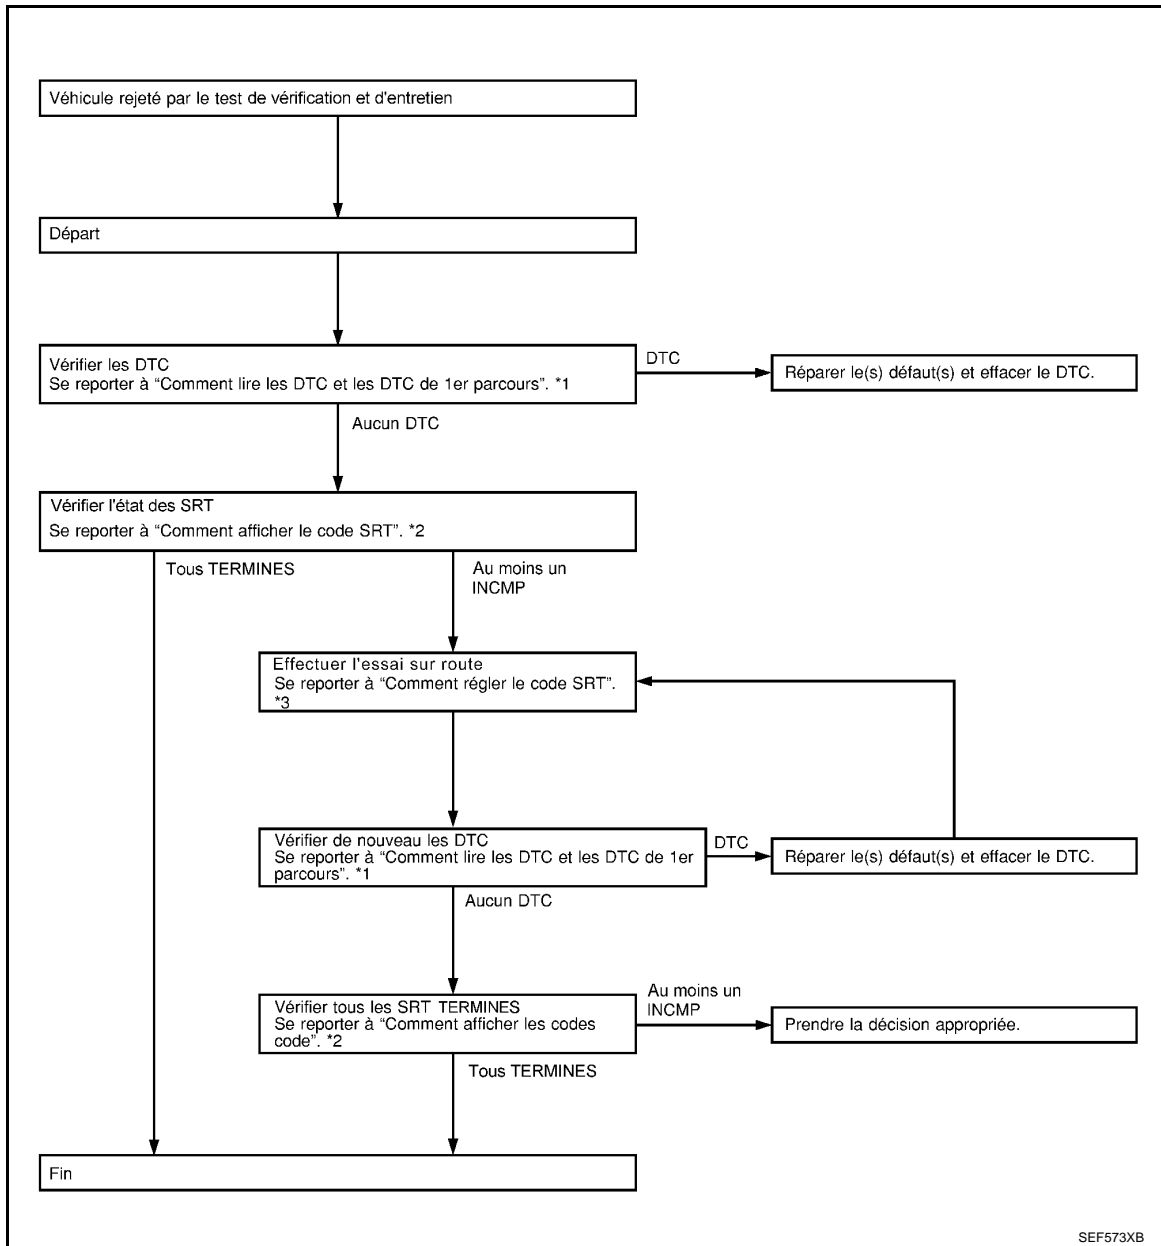 Véhicule rejeté par le test de vérification et d'entretien
Départ
Vérifier les DTC
Se reporter à “Comment lire les DTC et les DTC de 1er parcours”. *1
DTC
Réparer le(s) défaut(s) et effacer le DTC.
Aucun DTC
Vérifier l'état des SRT
Se reporter à “Comment afficher le code SRT”. *2
Tous TERMINES
Au moins un
INCMP
Effectuer l'essai sur route
Se reporter à “Comment régler le code SRT”.
*3
Vérifier de nouveau les DTC
Se reporter à “Comment lire les DTC et les DTC de 1er
parcours”. *1
DTC
Réparer le(s) défaut(s) et effacer le DTC.
Aucun DTC
Vérifier tous les SRT TERMINES
Se reporter à “Comment afficher les codes
code”. *2
Au moins un
INCMP
Prendre la décision appropriée.
Tous TERMINES
Fin
SEF573XB